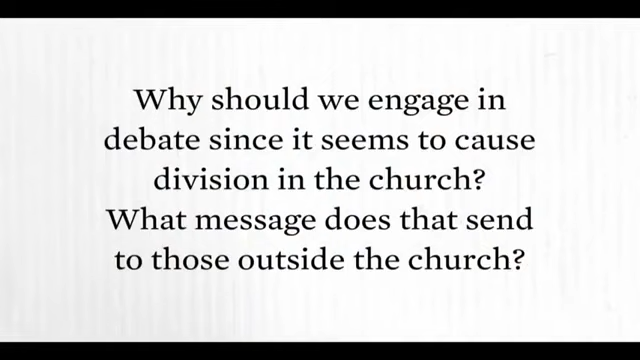 Why should we engage in
debate since it seems to cause
division in the church?
What message does that send
to those outside the church?